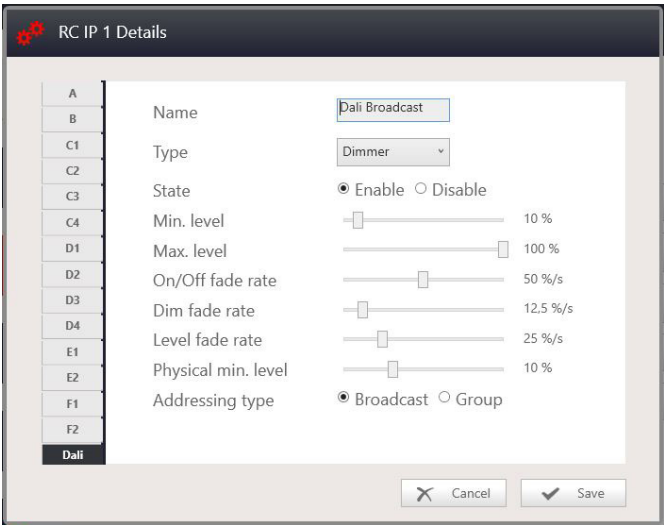 RC IP 1 Details
A
B
C1
C2
C3
C4
D1
D2
D3
D4
E1
E2
F1
F2
Dali
Name Dali Broadcast
Type Dimmer
State Enable Disable
Min. level 10 %
Max. level 100 %
On/Off fade rate 50 %/s
Dim fade rate 12,5 %/s
Level fade rate 25 %/s
Physical min. level 10 %
Addressing type Broadcast Group
Cancel Save